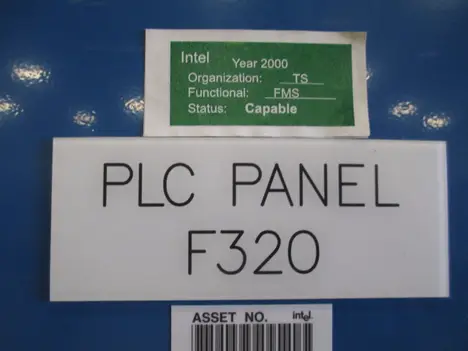 Intel Year 2000
Organization: TS
Functional: FMS
Status: Capable
PLC PANEL
F320
ASSET NO. intel